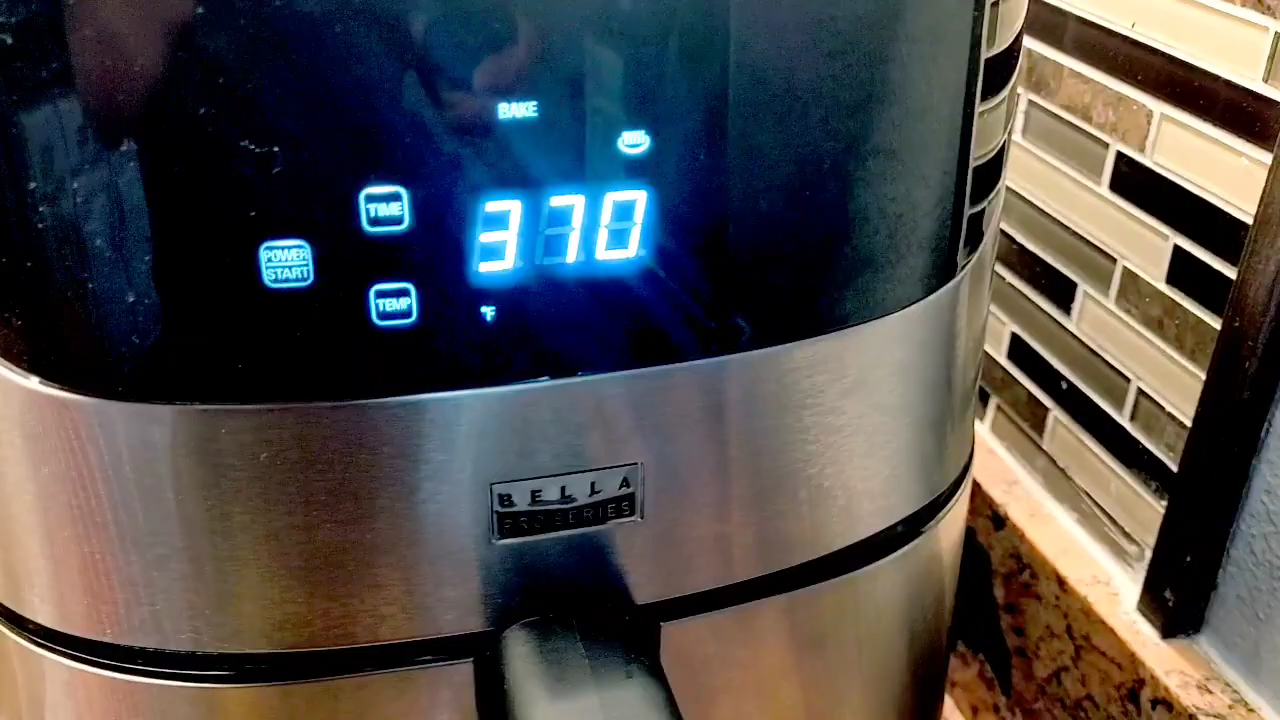 BAKE
TIME
370
POWER
START
TEMP
°F
BELLA
PRO SERIES